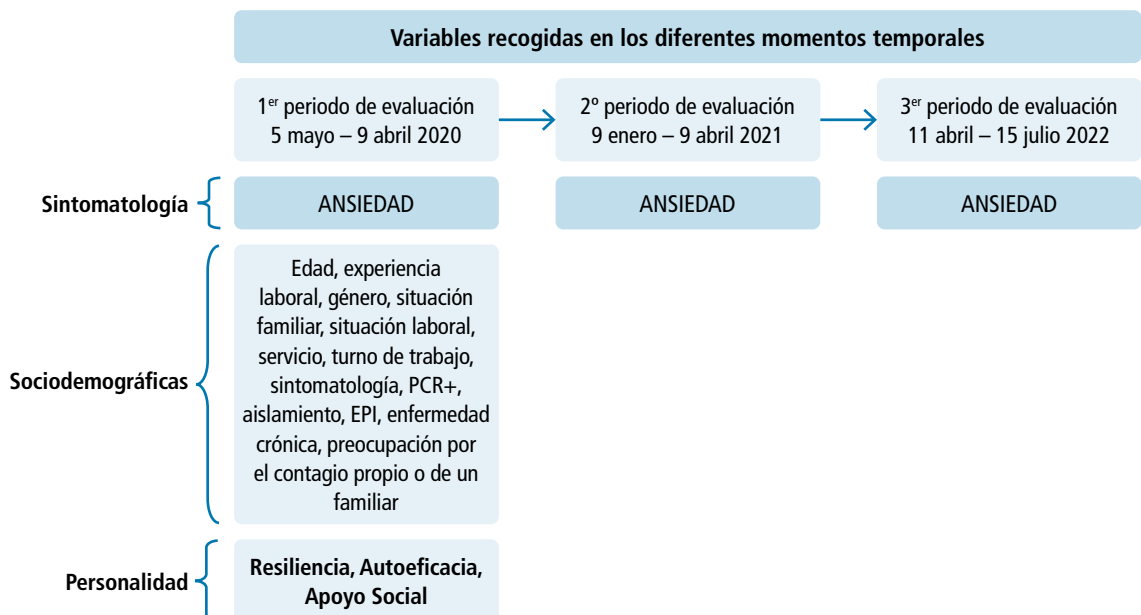 Variables recogidas en los diferentes momentos temporales
1er periodo de evaluación
5 mayo – 9 abril 2020
2º periodo de evaluación
9 enero – 9 abril 2021
3er periodo de evaluación
11 abril – 15 julio 2022
Sintomatología
ANSIEDAD
ANSIEDAD
ANSIEDAD
Sociodemográficas
Edad, experiencia
laboral, género, situación
familiar, situación laboral,
servicio, turno de trabajo,
sintomatología, PCR+,
aislamiento, EPI, enfermedad
crónica, preocupación por
el contagio propio o de un
familiar
Personalidad
Resiliencia, Autoeficacia,
Apoyo Social